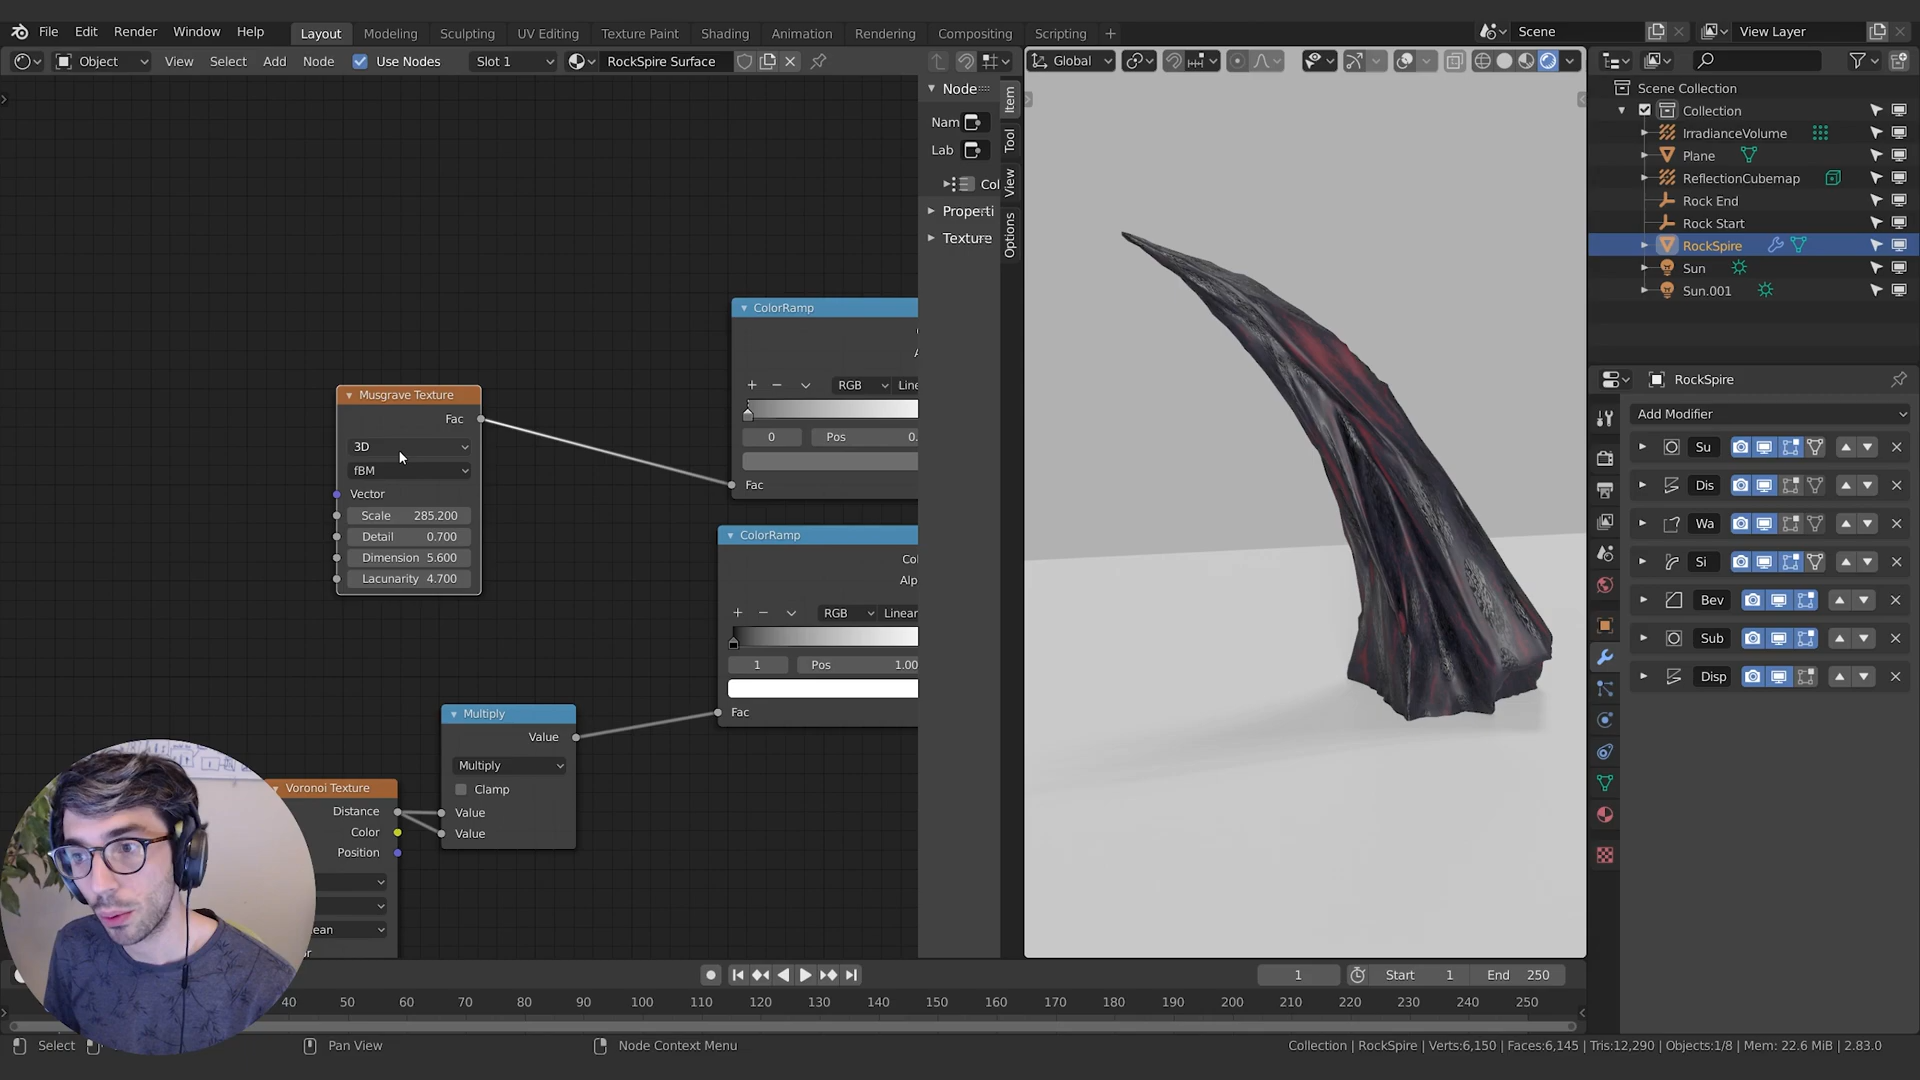 File Edit Render Window Help Layout Modeling Sculpting UV Editing Texture Paint Shading Animation Rendering Compositing Scripting + Scene View Layer
Object View Select Add Node Use Nodes Slot 1 RockSpire Surface Global
Node
Nam
Lab
Col
Properti
Texture
Item
Tool
View
Options
ColorRamp
RGB Line
0 Pos 0.
Fac
Musgrave Texture
Fac
3D
fBM
Vector
Scale 285.200
Detail 0.700
Dimension 5.600
Lacunarity 4.700
ColorRamp
Co
Alp
RGB Linear
1 Pos 1.00
Fac
Multiply
Value
Multiply
Clamp
Value
Value
Voronoi Texture
Distance
Color
Position
ean
Scene Collection
Collection
IrradianceVolume
Plane
ReflectionCubemap
Rock End
Rock Start
RockSpire
Sun
Sun.001
RockSpire
Add Modifier
Su
Dis
Wa
Si
Bev
Sub
Disp
1 Start 1 End 250
40 50 60 70 80 90 100 110 120 130 140 150 160 170 180 190 200 210 220 230 240 250
Select Pan View Node Context Menu Collection | RockSpire | Verts:6,150 | Faces:6,145 | Tris:12,290 | Objects:1/8 | Mem: 22.6 MiB | 2.83.0